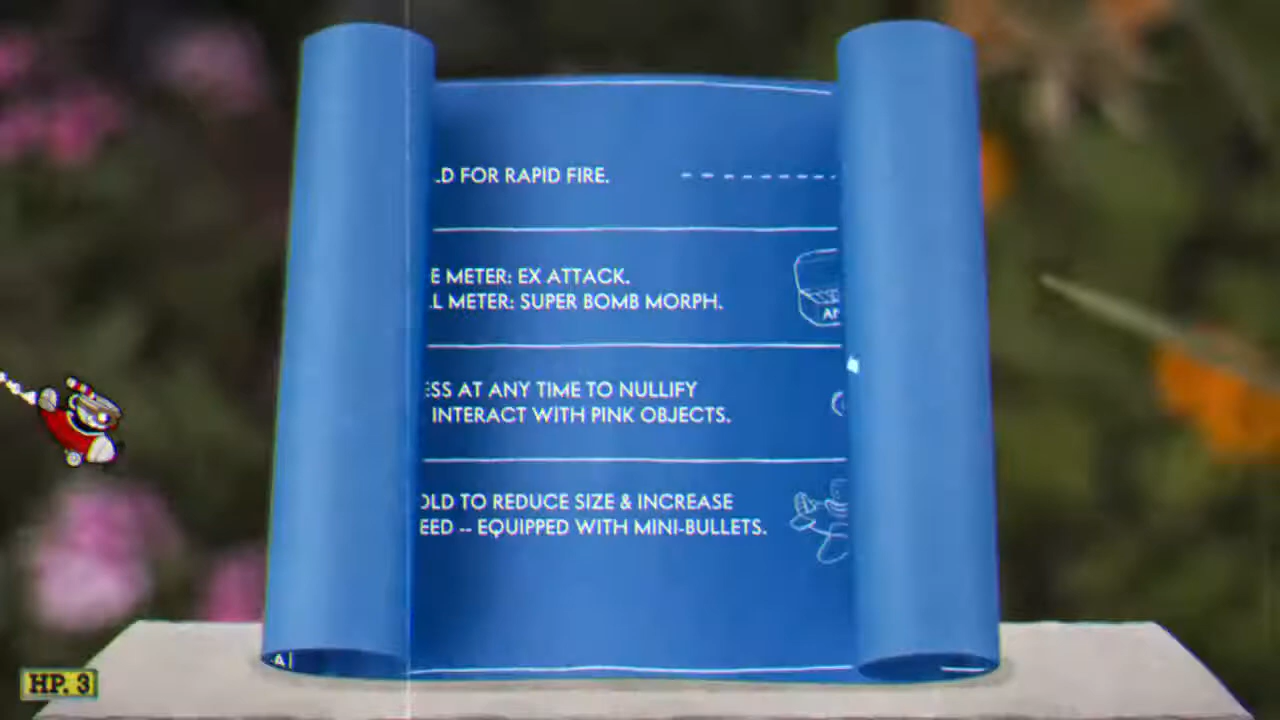 .D FOR RAPID FIRE.
E METER: EX ATTACK.
.L METER: SUPER BOMB MORPH.
AN
ESS AT ANY TIME TO NULLIFY
INTERACT WITH PINK OBJECTS.
OLD TO REDUCE SIZE & INCREASE
EED -- EQUIPPED WITH MINI-BULLETS.
A
HP. 3